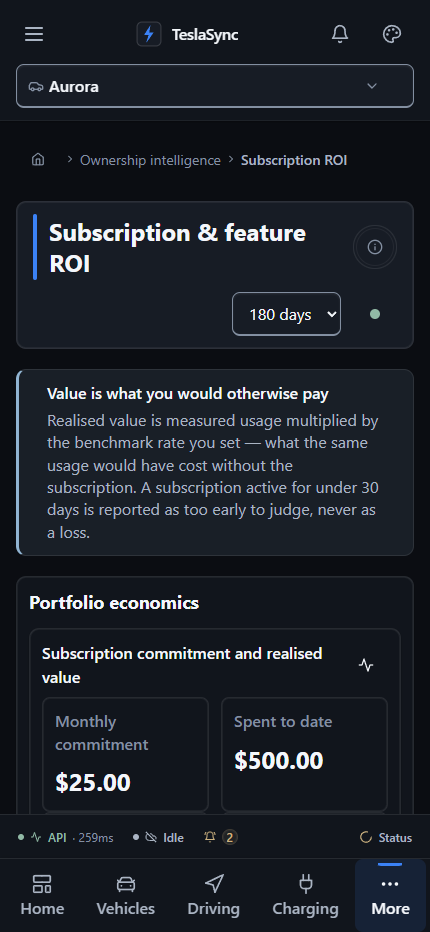 TeslaSync
Aurora
Ownership intelligence
Subscription ROI
Subscription & feature
ROI
180 days
Value is what you would otherwise pay
Realised value is measured usage multiplied by
the benchmark rate you set — what the same
usage would have cost without the
subscription. A subscription active for under 30
days is reported as too early to judge, never as
a loss.
Portfolio economics
Subscription commitment and realised
value
Monthly
commitment
$25.00
Spent to date
$500.00
API · 259ms
Idle
2
Status
Home
Vehicles
Driving
Charging
More